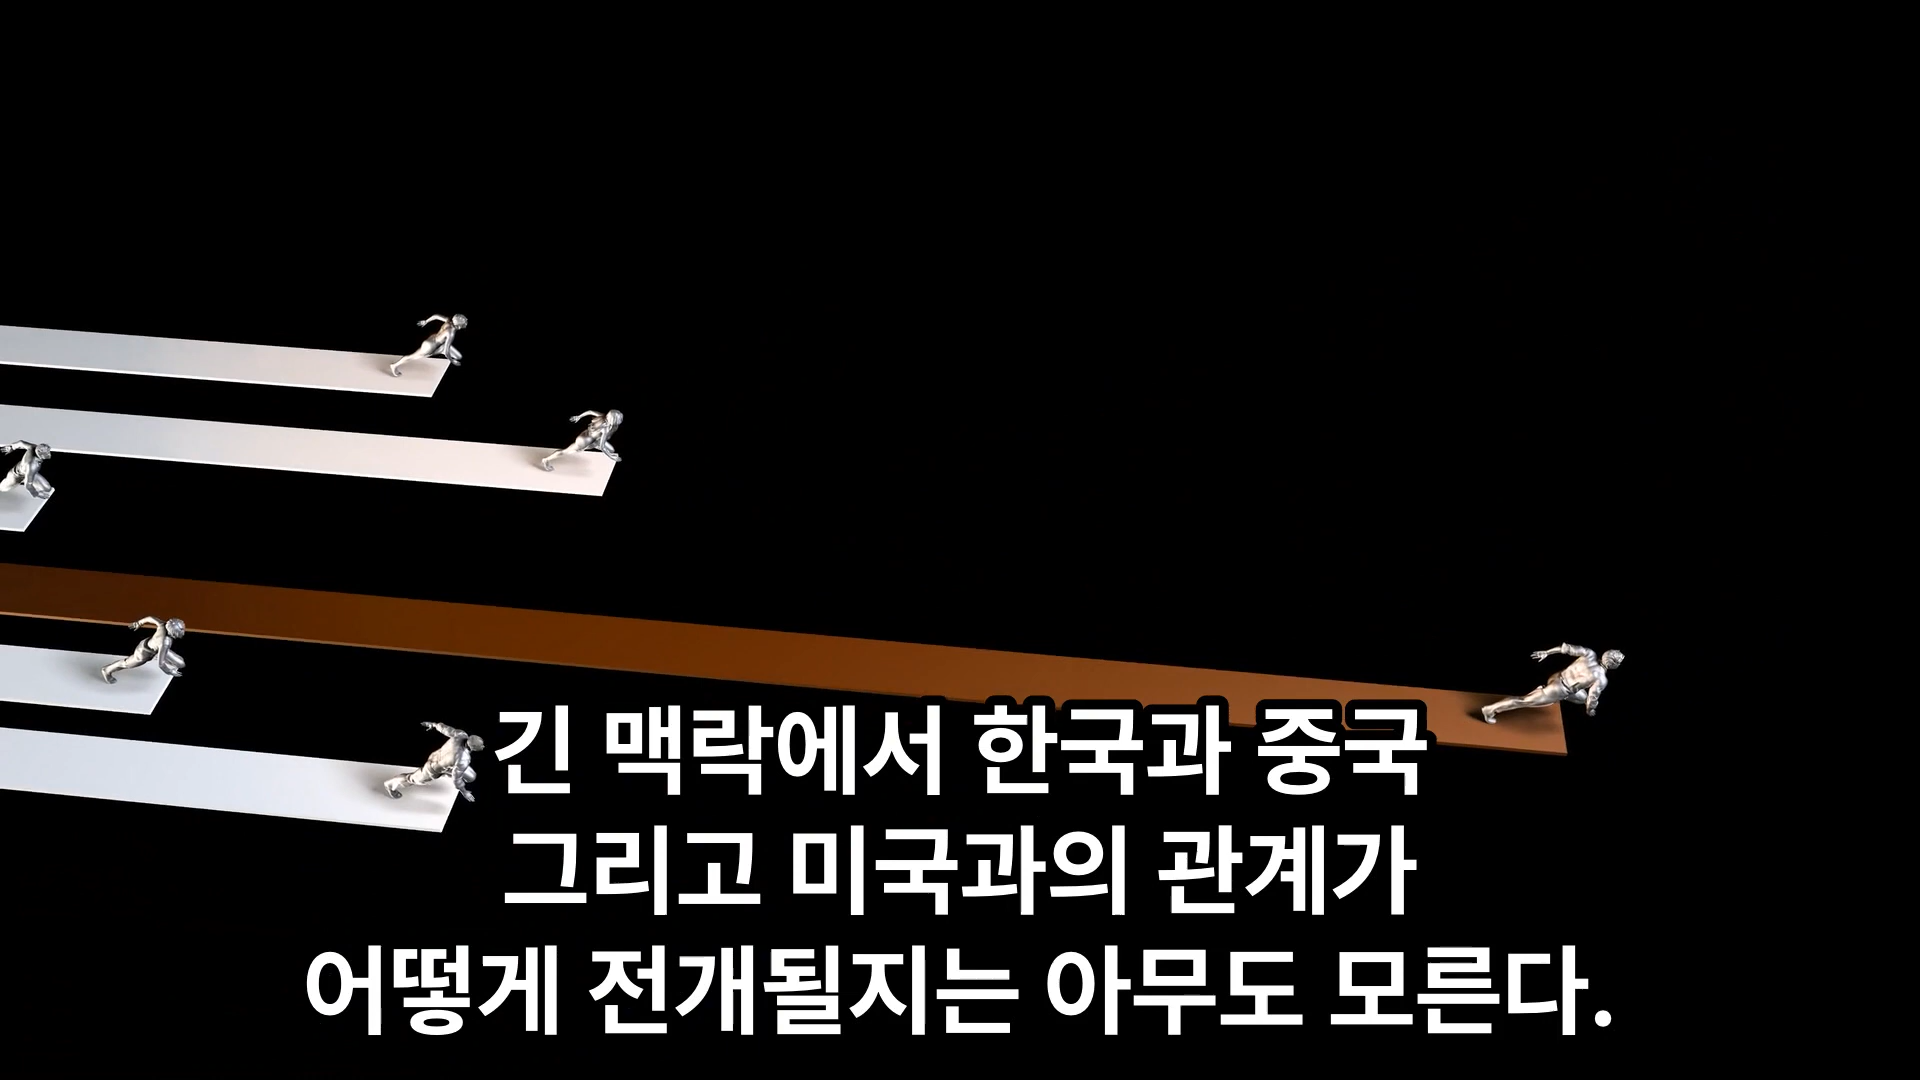 긴 맥락에서 한국과 중국
그리고 미국과의 관계가
어떻게 전개될지는 아무도 모른다.